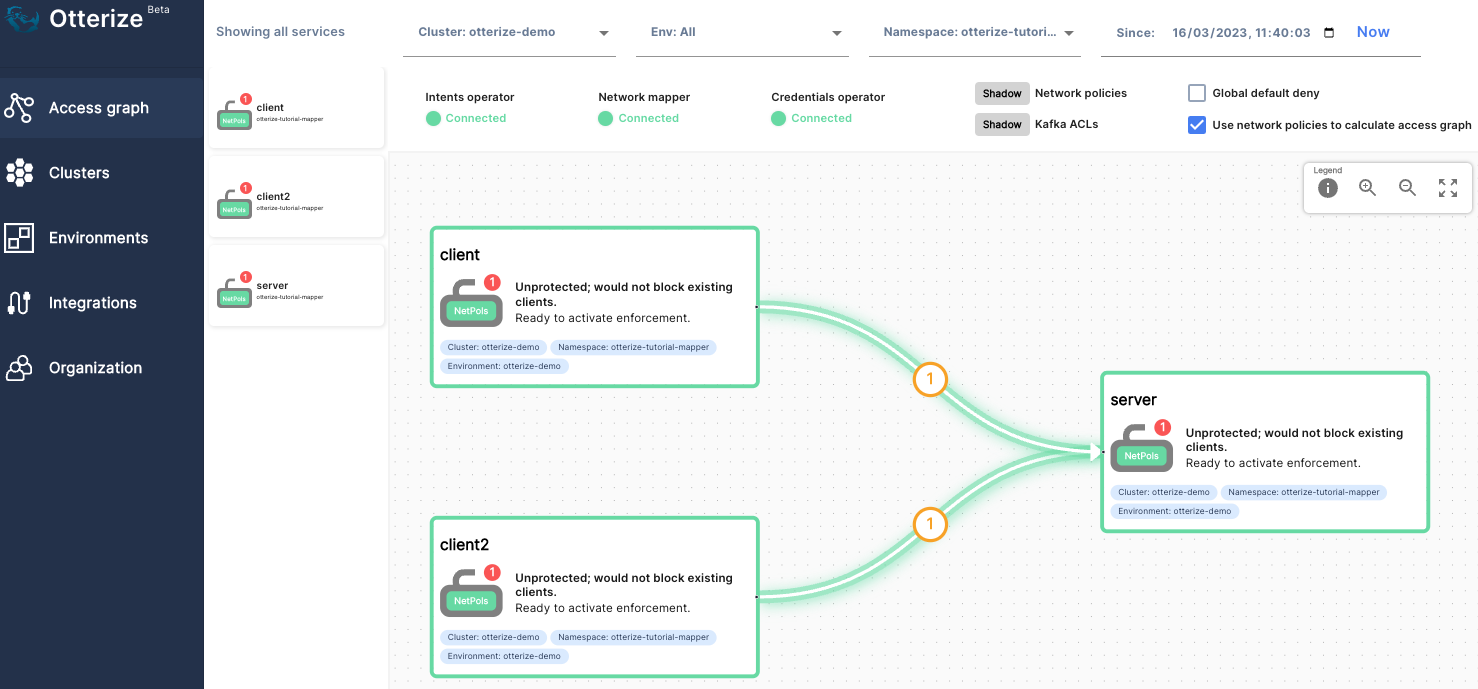 Otterize Beta
Access graph
Clusters
Environments
Integrations
Organization
Showing all services
Cluster: otterize-demo
Env: All
Namespace: otterize-tutori...
Since: 16/03/2023, 11:40:03
Now
1
NetPols
client
otterize-tutorial-mapper
1
NetPols
client2
otterize-tutorial-mapper
1
NetPols
server
otterize-tutorial-mapper
Intents operator
Connected
Network mapper
Connected
Credentials operator
Connected
Shadow Network policies
Shadow Kafka ACLs
Global default deny
Use network policies to calculate access graph
Legend
client
1
NetPols
Unprotected; would not block existing
clients.
Ready to activate enforcement.
Cluster: otterize-demo Namespace: otterize-tutorial-mapper
Environment: otterize-demo
1
server
1
NetPols
Unprotected; would not block existing
clients.
Ready to activate enforcement.
Cluster: otterize-demo Namespace: otterize-tutorial-mapper
Environment: otterize-demo
1
client2
1
NetPols
Unprotected; would not block existing
clients.
Ready to activate enforcement.
Cluster: otterize-demo Namespace: otterize-tutorial-mapper
Environment: otterize-demo